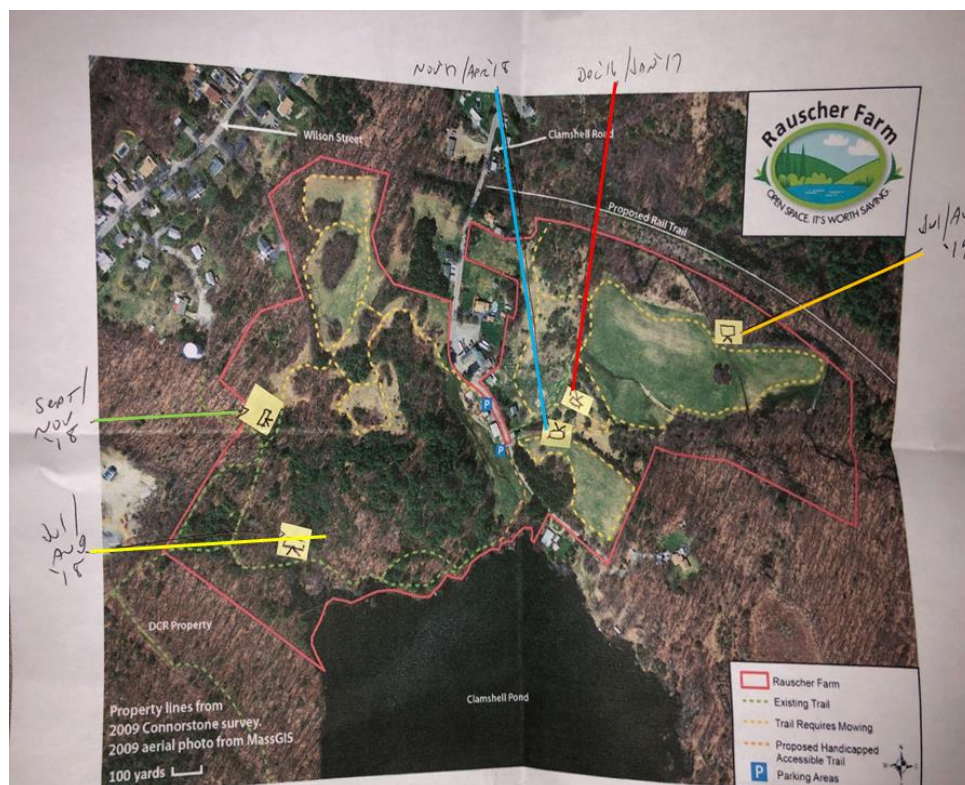 Nov 17/Apr 18
Dec 16/Jan 17
Wilson Street
Clamshell Road
Rauscher Farm
OPEN SPACE. IT'S WORTH SAVING.
Proposed Rail Trail
Jul/Au
Sept/
Nov
'18
P
P
Jul/
Aug
'18
DCR Property
Clamshell Pond
Property lines from
2009 Connorstone survey.
2009 aerial photo from MassGIS
100 yards
Rauscher Farm
Existing Trail
Trail Requires Mowing
Proposed Handicapped
Accessible Trail
P Parking Areas